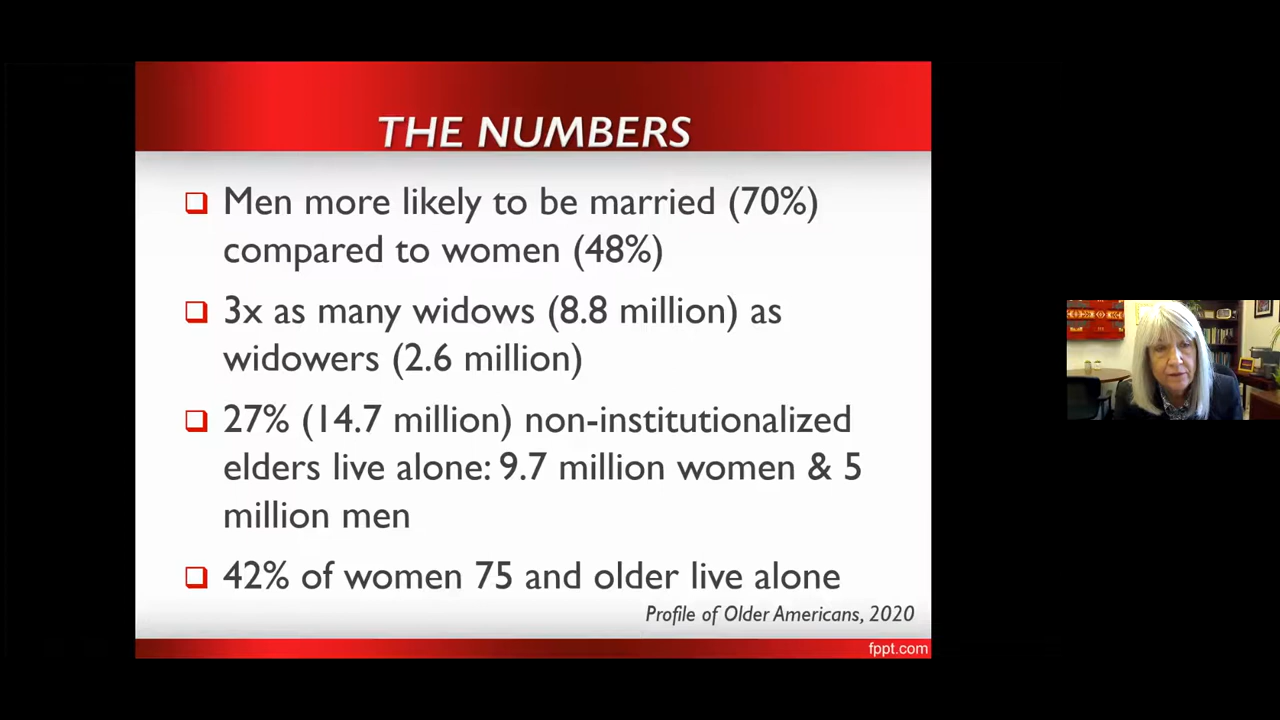 THE NUMBERS
Men more likely to be married (70%)
compared to women (48%)
3x as many widows (8.8 million) as
widowers (2.6 million)
27% (14.7 million) non-institutionalized
elders live alone: 9.7 million women & 5
million men
42% of women 75 and older live alone
Profile of Older Americans, 2020
fppt.com